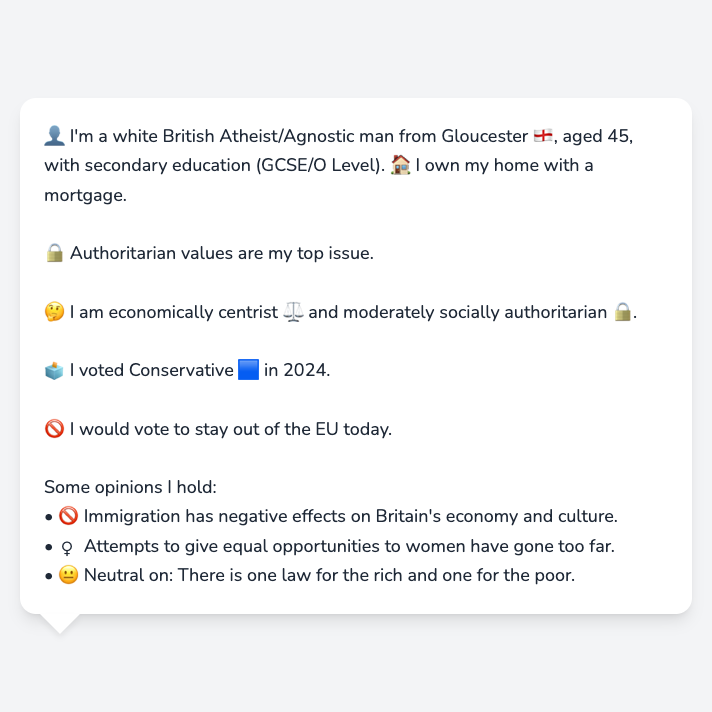 👤 I'm a white British Atheist/Agnostic man from Gloucester 🏴󠁧󠁢󠁥󠁮󠁧󠁿, aged 45,
with secondary education (GCSE/O Level). 🏠 I own my home with a
mortgage.
🔒 Authoritarian values are my top issue.
🤔 I am economically centrist ⚖️ and moderately socially authoritarian 🔒.
🗳️ I voted Conservative 🟦 in 2024.
🚫 I would vote to stay out of the EU today.
Some opinions I hold:
• 🚫 Immigration has negative effects on Britain's economy and culture.
• ♀ Attempts to give equal opportunities to women have gone too far.
• 😐 Neutral on: There is one law for the rich and one for the poor.